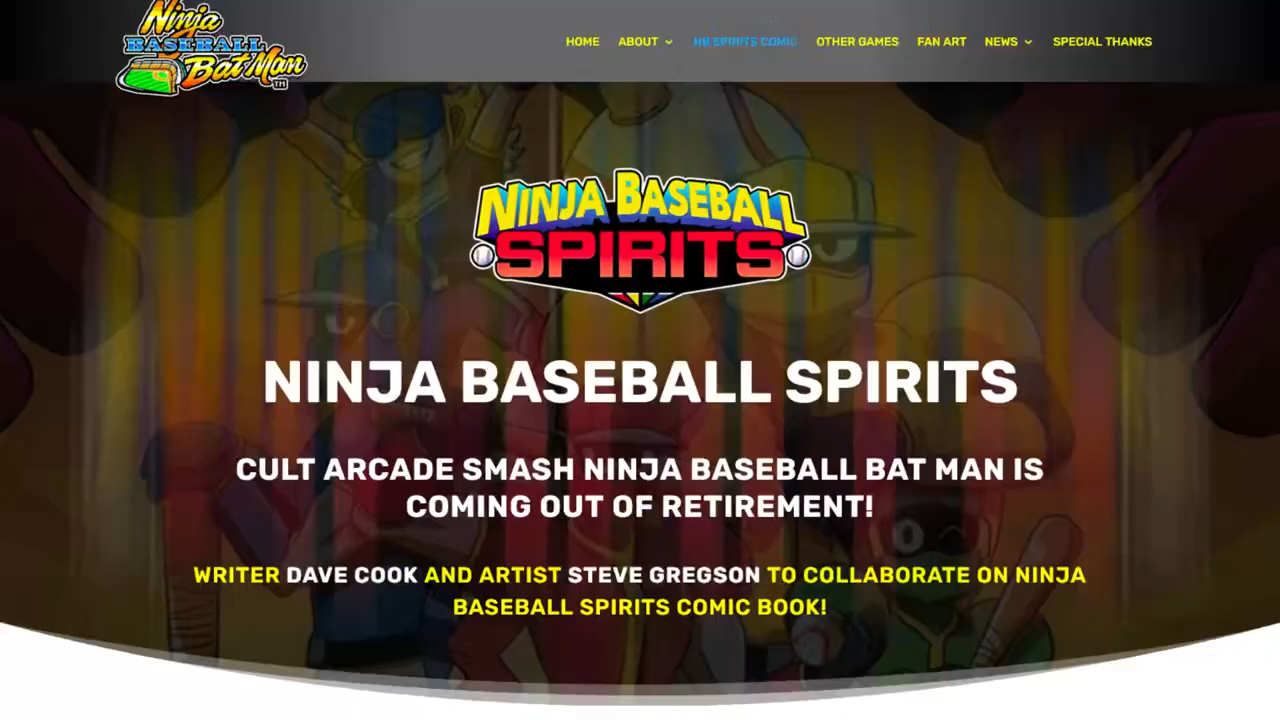 Ninja
BASEBALL
Bat Man
TM
HOME
ABOUT
NB SPIRITS COMIC
OTHER GAMES
FAN ART
NEWS
SPECIAL THANKS
NINJA BASEBALL
SPIRITS
NINJA BASEBALL SPIRITS
CULT ARCADE SMASH NINJA BASEBALL BAT MAN IS
COMING OUT OF RETIREMENT!
WRITER DAVE COOK AND ARTIST STEVE GREGSON TO COLLABORATE ON NINJA
BASEBALL SPIRITS COMIC BOOK!